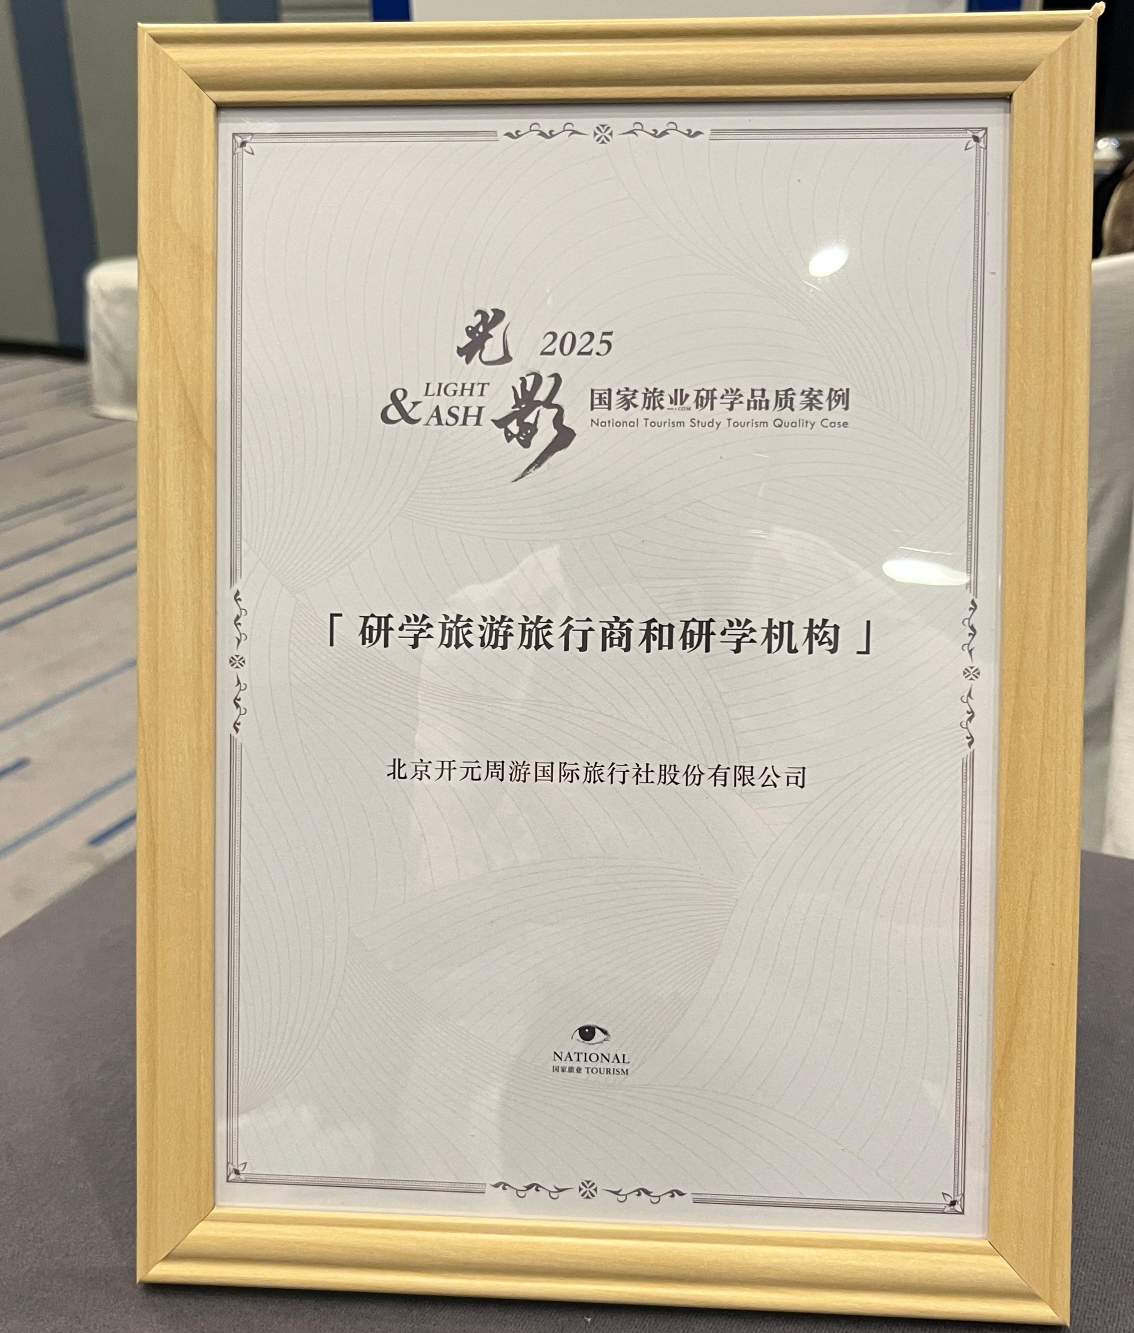 光 2025
& LIGHT
ASH 影
国家旅业研学品质案例
National Tourism Study Tourism Quality Case
「研学旅游旅行商和研学机构」
北京开元周游国际旅行社股份有限公司
NATIONAL
国家旅业 TOURISM